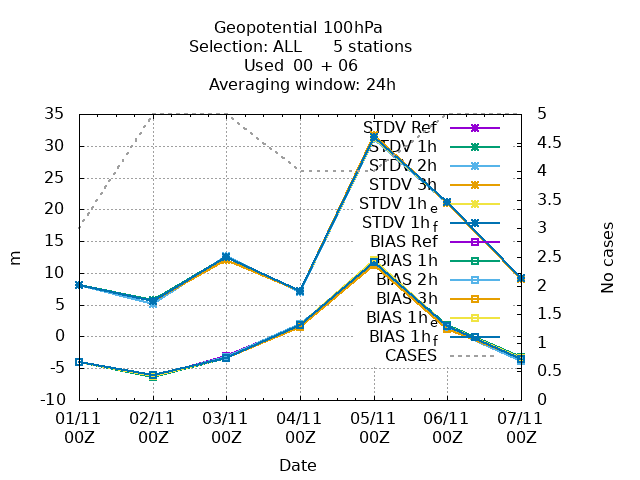 Geopotential 100hPa
Selection: ALL 5 stations
Used 00 + 06
Averaging window: 24h
35
30
25
20
15
10
5
0
-5
-10
m
5
4.5
4
3.5
3
2.5
2
1.5
1
0.5
0
No cases
STDV Ref
STDV 1h
STDV 2h
STDV 3h
STDV 1h e
STDV 1h f
BIAS Ref
BIAS 1h
BIAS 2h
BIAS 3h
BIAS 1h e
BIAS 1h f
CASES
01/11 02/11 03/11 04/11 05/11 06/11 07/11
00Z 00Z 00Z 00Z 00Z 00Z 00Z
Date